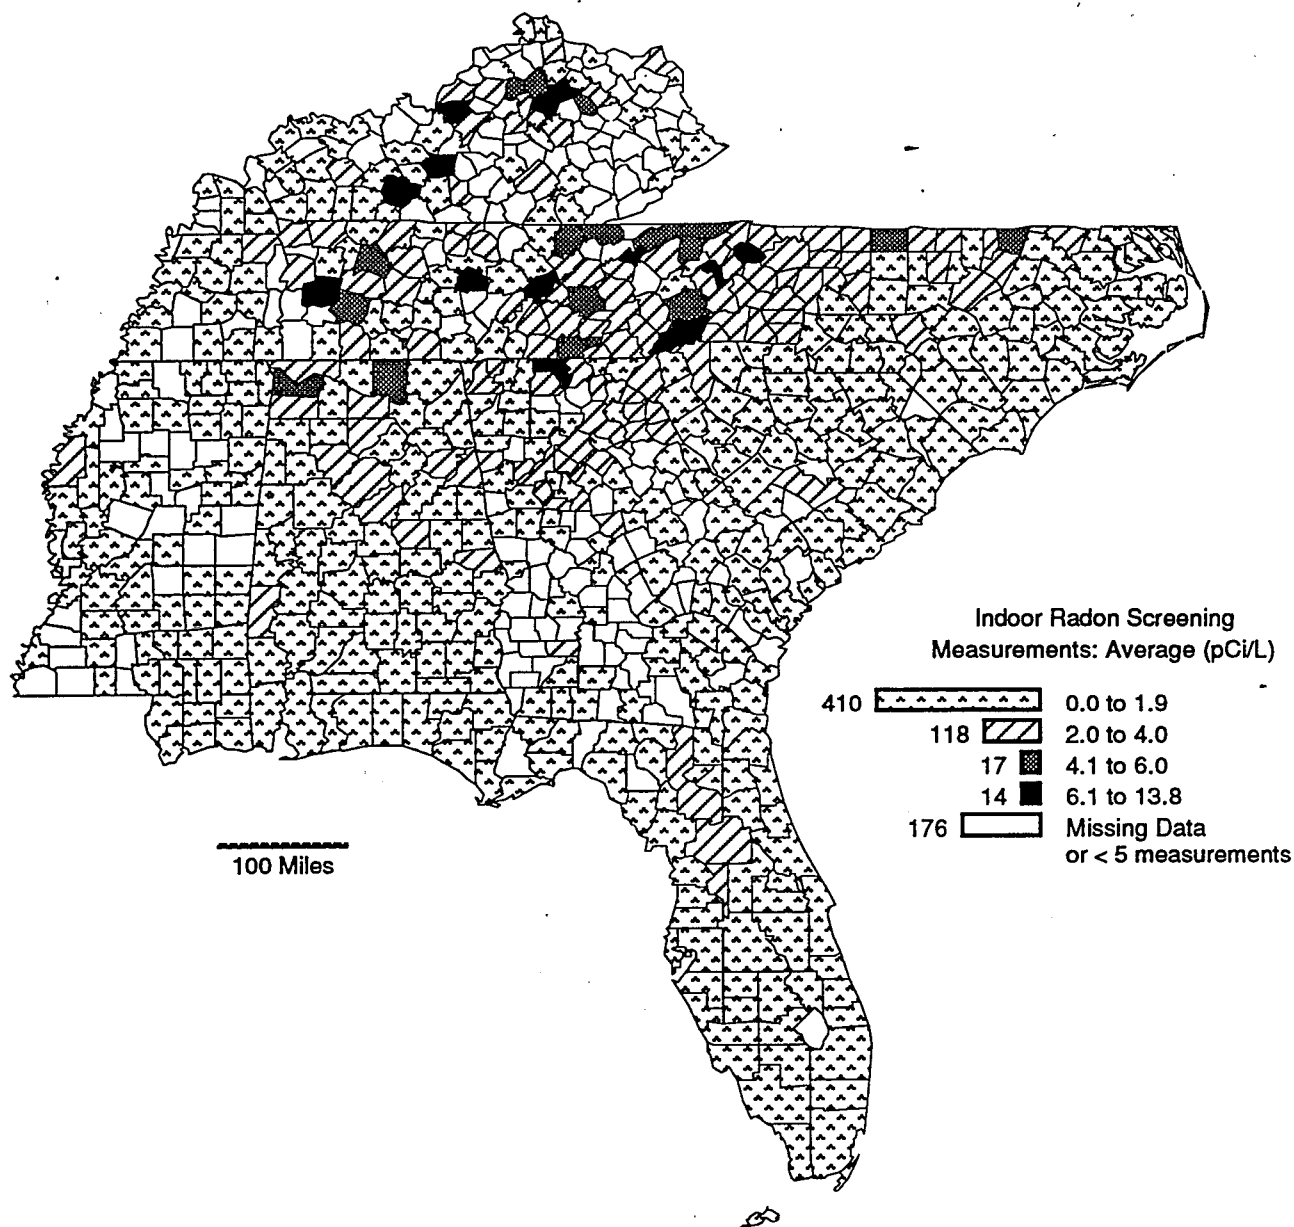 Indoor Radon Screening
Measurements: Average (pCi/L)
410 0.0 to 1.9
118 2.0 to 4.0
17 4.1 to 6.0
14 6.1 to 13.8
176 Missing Data
or < 5 measurements
100 Miles